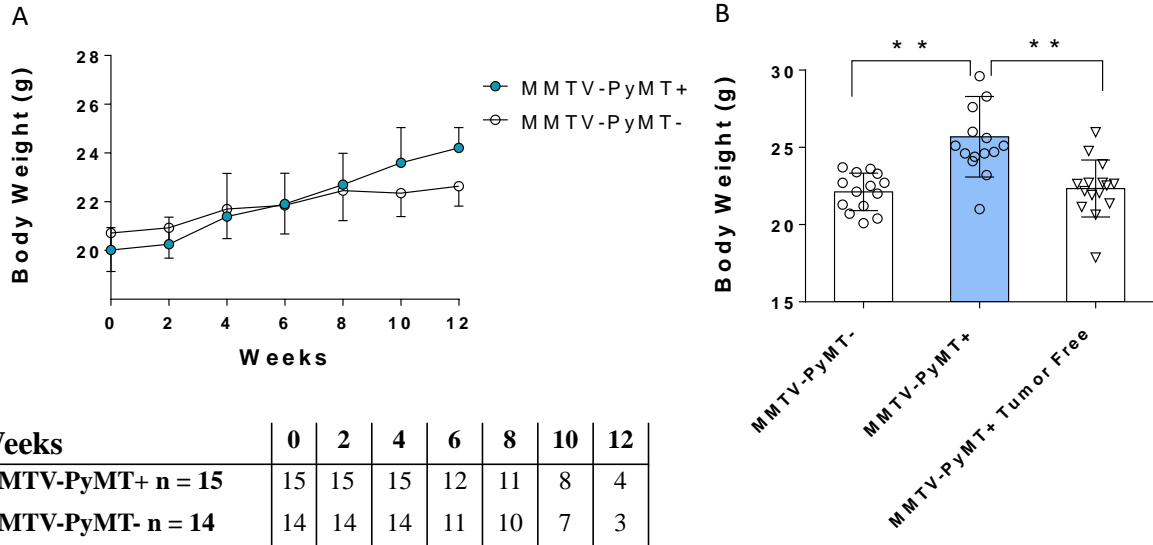 A
B
28
26
24
22
20
Body Weight (g)
0 2 4 6 8 10 12
Weeks
MMTV-PyMT+
MMTV-PyMT-
** **
30
25
20
15
Body Weight (g)
MMTV-PyMT-
MMTV-PyMT+
MMTV-PyMT+ Tumor Free
Veeks 0 2 4 6 8 10 12
MTV-PyMT+ n = 15 15 15 15 12 11 8 4
MTV-PyMT- n = 14 14 14 14 11 10 7 3